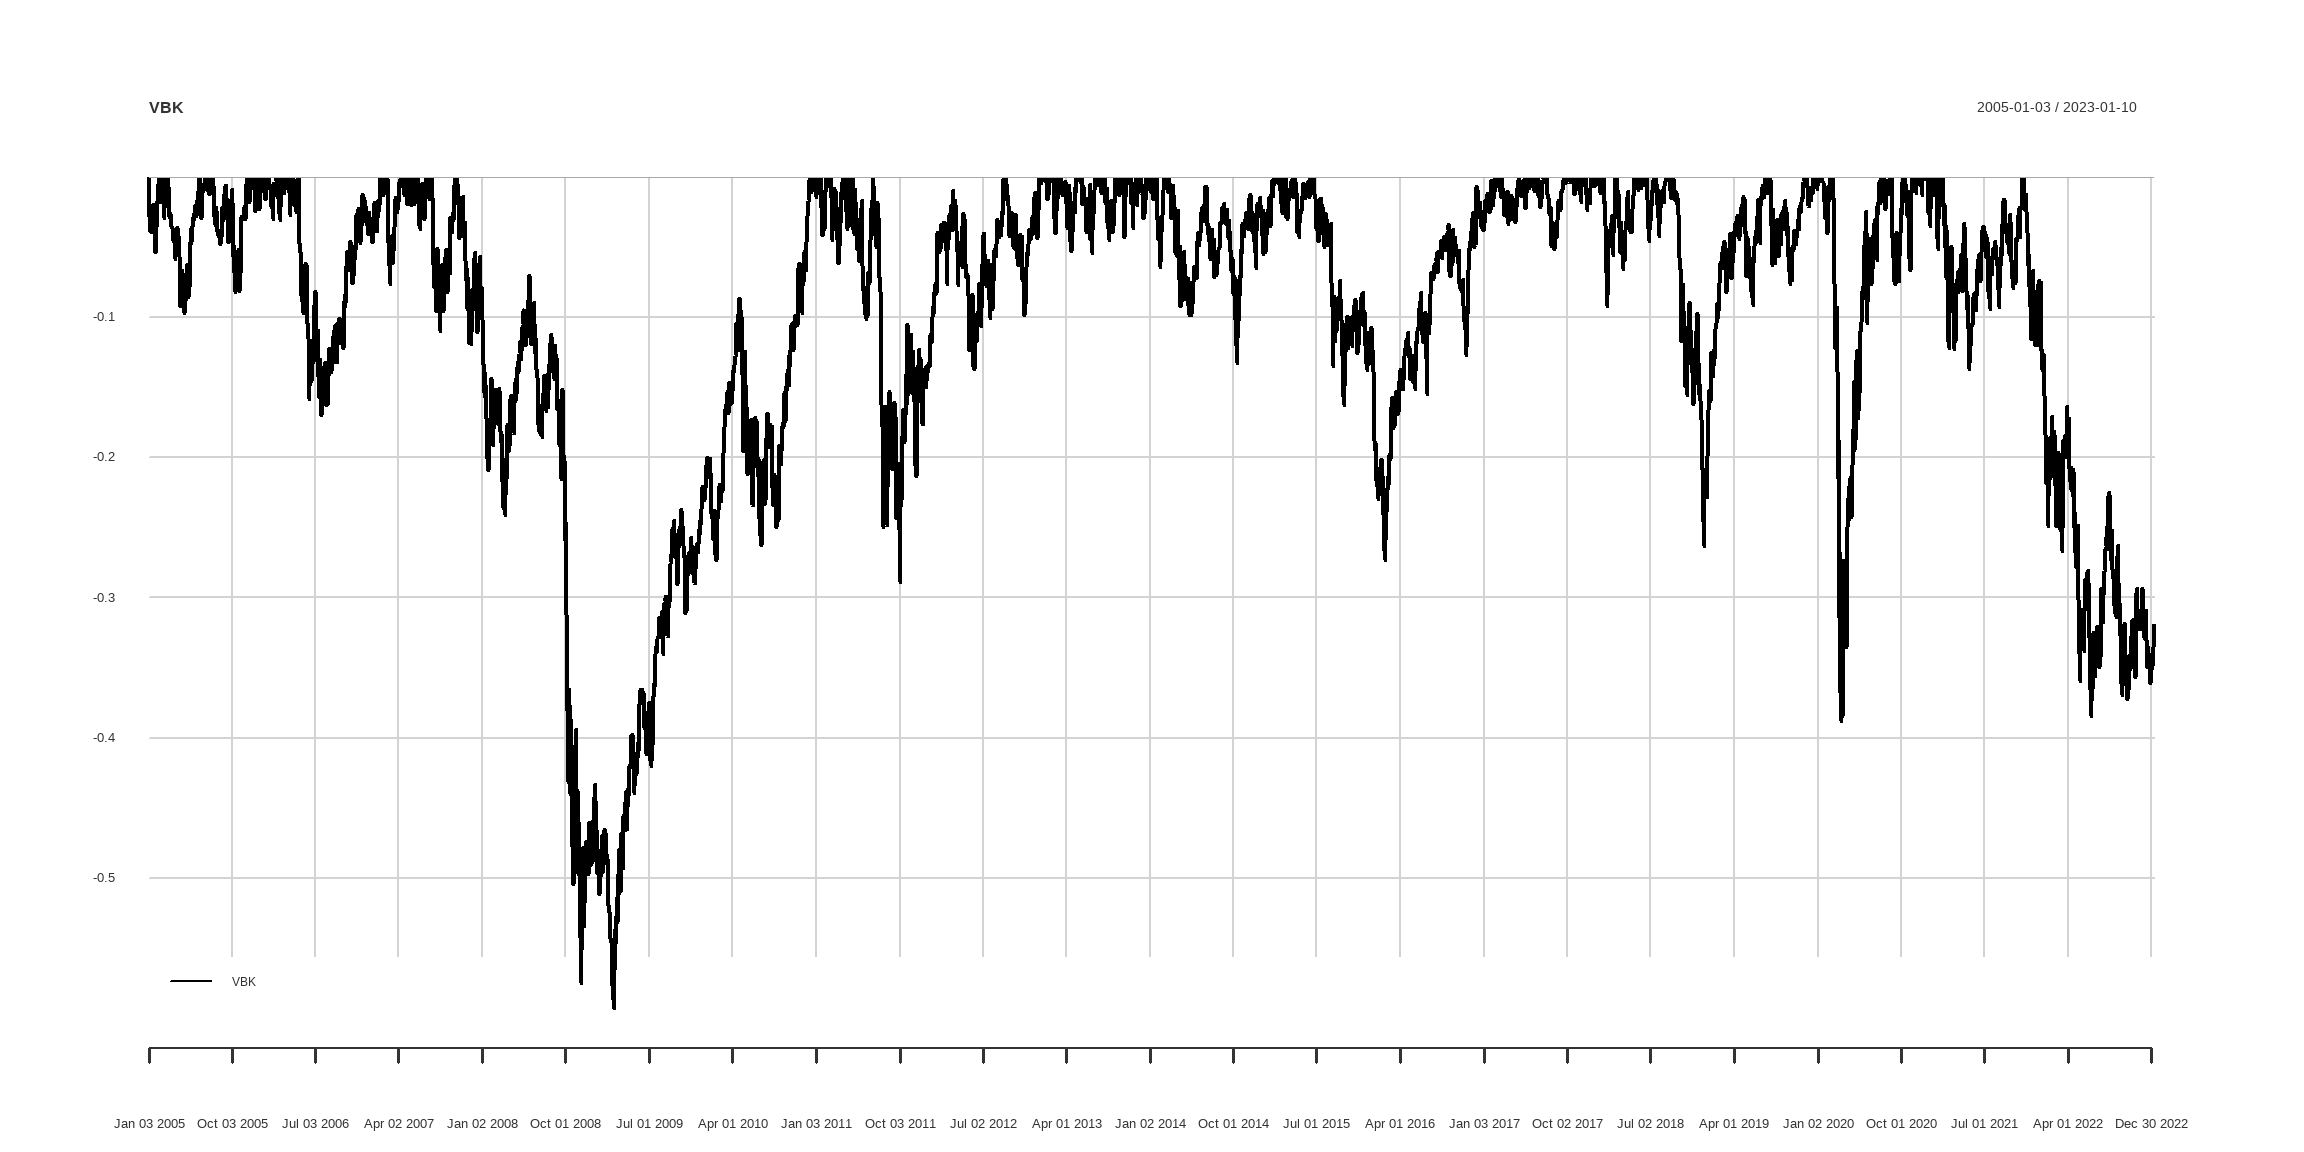 VBK
2005-01-03 / 2023-01-10
-0.1
-0.2
-0.3
-0.4
-0.5
VBK
Jan 03 2005 Oct 03 2005 Jul 03 2006 Apr 02 2007 Jan 02 2008 Oct 01 2008 Jul 01 2009 Apr 01 2010 Jan 03 2011 Oct 03 2011 Jul 02 2012 Apr 01 2013 Jan 02 2014 Oct 01 2014 Jul 01 2015 Apr 01 2016 Jan 03 2017 Oct 02 2017 Jul 02 2018 Apr 01 2019 Jan 02 2020 Oct 01 2020 Jul 01 2021 Apr 01 2022 Dec 30 2022